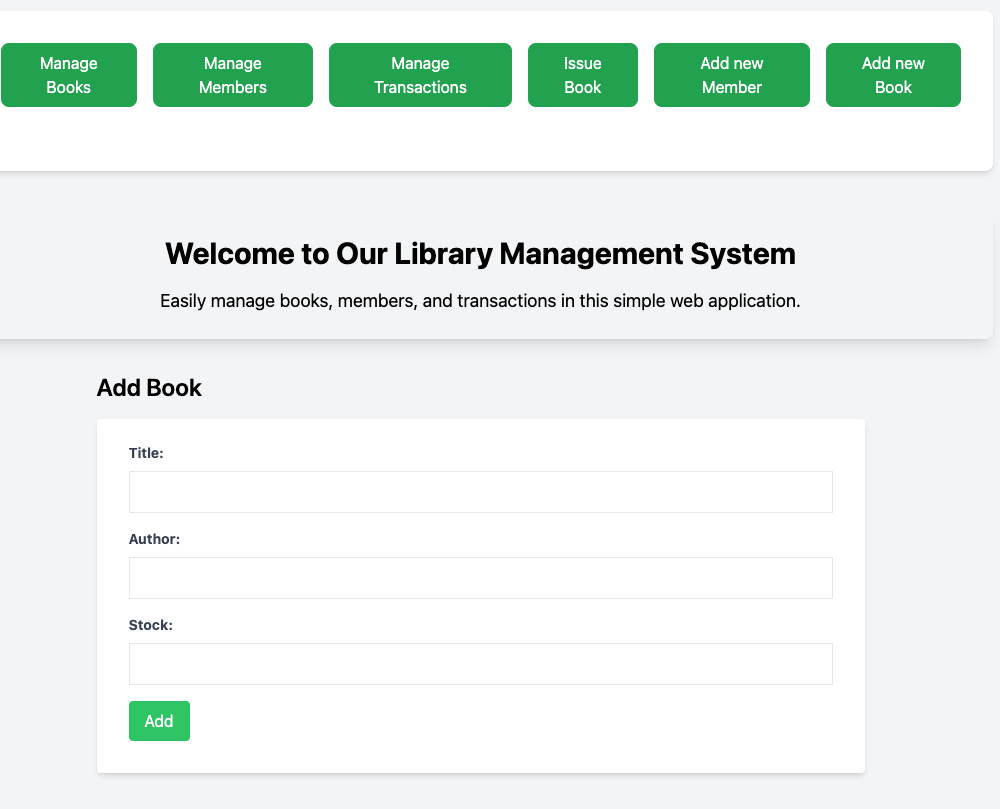 Manage
Books
Manage
Members
Manage
Transactions
Issue
Book
Add new
Member
Add new
Book
Welcome to Our Library Management System
Easily manage books, members, and transactions in this simple web application.
Add Book
Title:
Author:
Stock:
Add